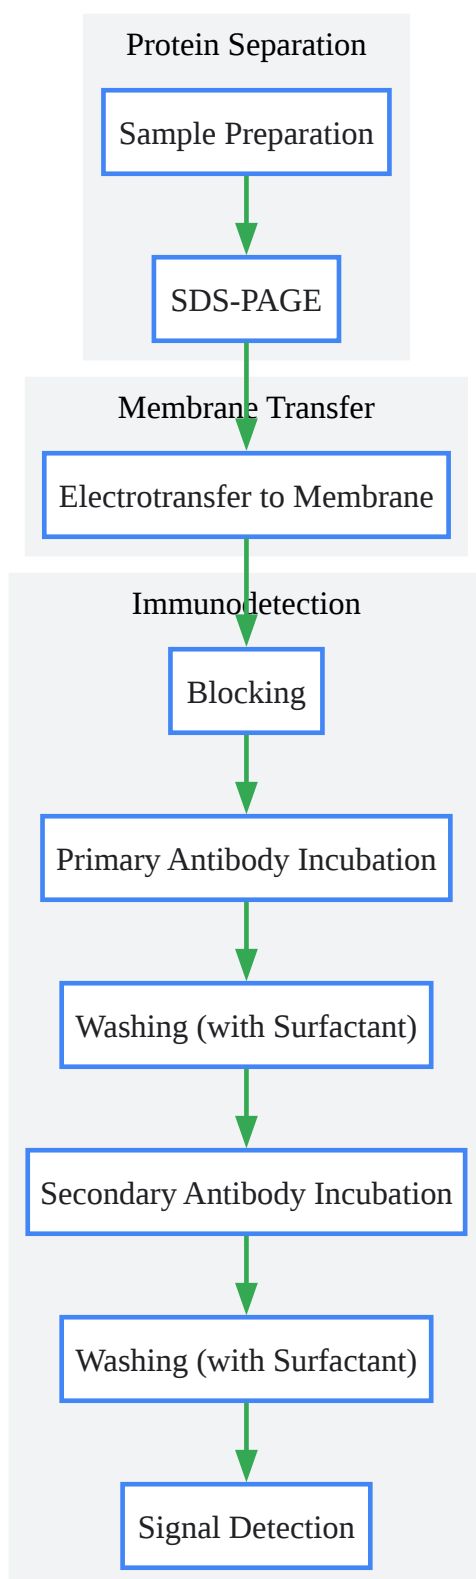 Protein Separation
Sample Preparation
SDS-PAGE
Membrane Transfer
Electrotransfer to Membrane
Immunodetection
Blocking
Primary Antibody Incubation
Washing (with Surfactant)
Secondary Antibody Incubation
Washing (with Surfactant)
Signal Detection